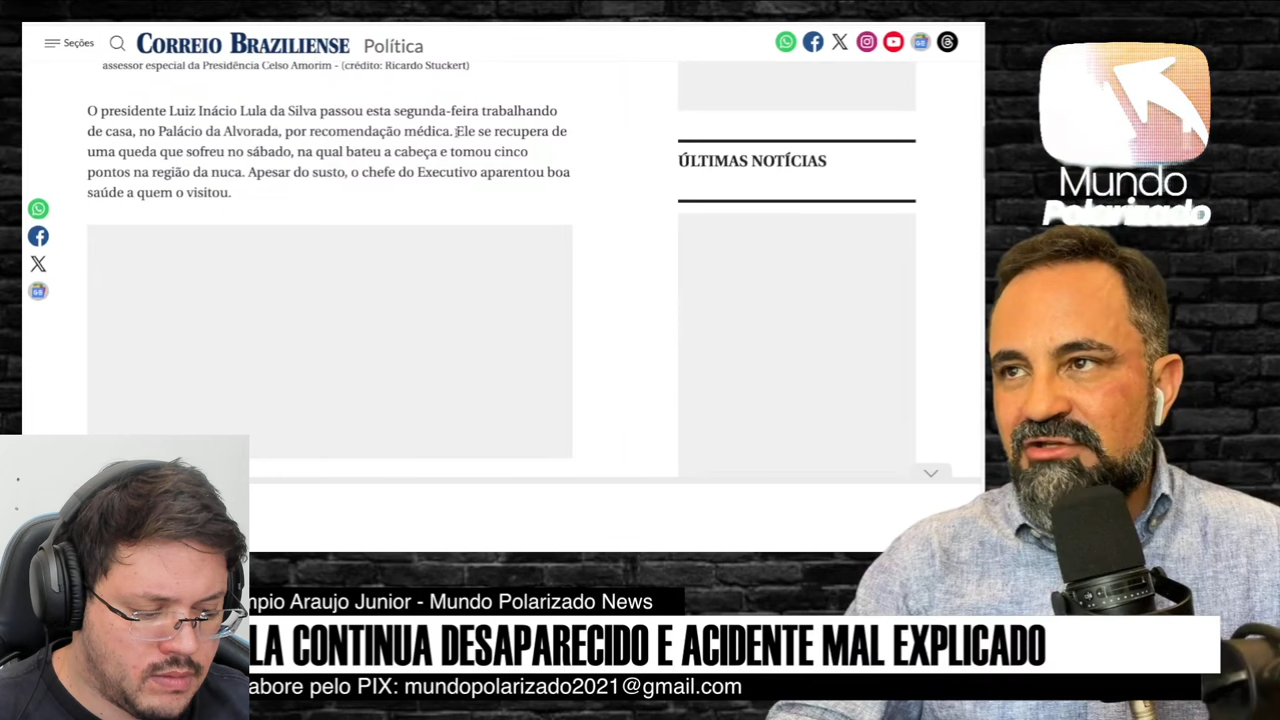 Seções
CORREIO BRAZILIENSE
Política
assessor especial da Presidência Celso Amorim - (crédito: Ricardo Stuckert)
O presidente Luiz Inácio Lula da Silva passou esta segunda-feira trabalhando
de casa, no Palácio da Alvorada, por recomendação médica. Ele se recupera de
uma queda que sofreu no sábado, na qual bateu a cabeça e tomou cinco
pontos na região da nuca. Apesar do susto, o chefe do Executivo aparentou boa
saúde a quem o visitou.
ÚLTIMAS NOTÍCIAS
Mundo
Polarizado
mpio Araujo Junior - Mundo Polarizado News
LA CONTINUA DESAPARECIDO E ACIDENTE MAL EXPLICADO
abore pelo PIX: mundopolarizado2021@gmail.com